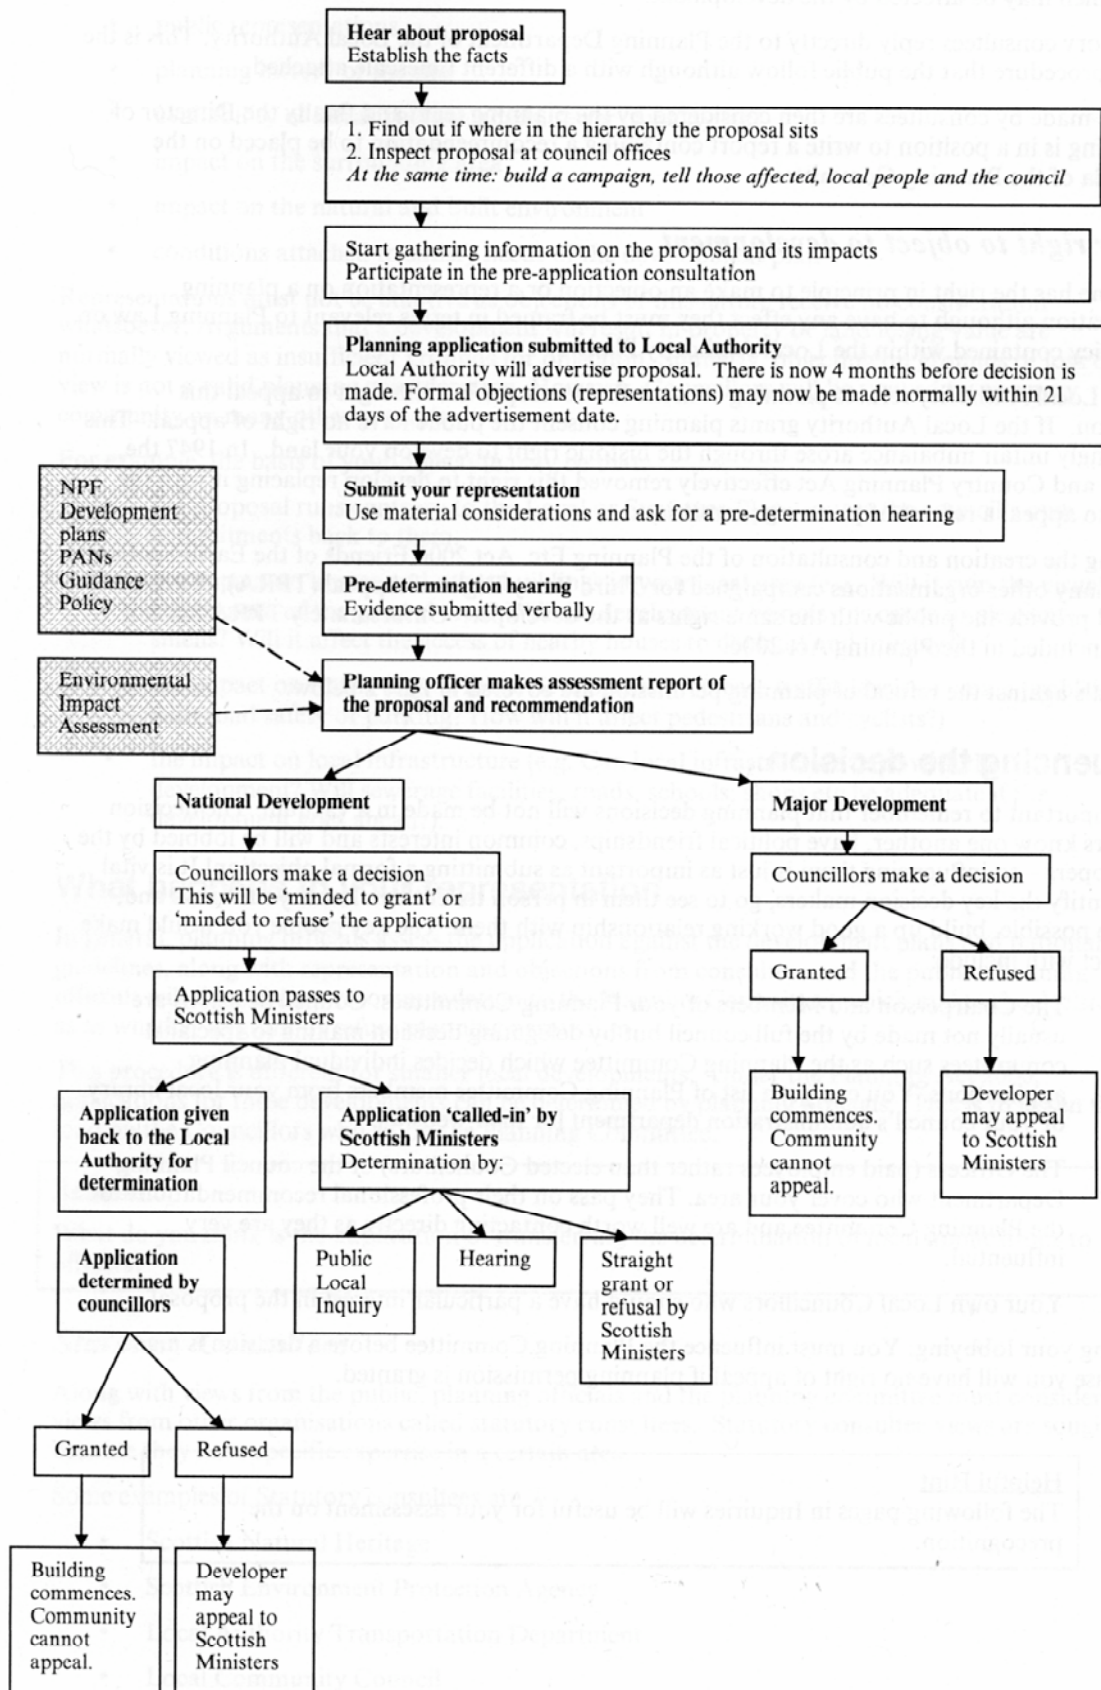 Hear about proposal
Establish the facts
1. Find out if where in the hierarchy the proposal sits
2. Inspect proposal at council offices
At the same time: build a campaign, tell those affected, local people and the council
Start gathering information on the proposal and its impacts
Participate in the pre-application consultation
Planning application submitted to Local Authority
Local Authority will advertise proposal. There is now 4 months before decision is
made. Formal objections (representations) may now be made normally within 21
days of the advertisement date.
NPF
Development
plans
PANs
Guidance
Policy
Submit your representation
Use material considerations and ask for a pre-determination hearing
Pre-determination hearing
Evidence submitted verbally
Environmental
Impact
Assessment
Planning officer makes assessment report of
the proposal and recommendation
National Development
Major Development
Councillors make a decision
This will be 'minded to grant' or
'minded to refuse' the application
Councillors make a decision
Granted
Refused
Application passes to
Scottish Ministers
Building
commences.
Community
cannot
appeal.
Developer
may appeal
to Scottish
Ministers
Application given
back to the Local
Authority for
determination
Application 'called-in' by
Scottish Ministers
Determination by:
Application
determined by
councillors
Public
Local
Inquiry
Hearing
Straight
grant or
refusal by
Scottish
Ministers
Granted
Refused
Building
commences.
Community
cannot
appeal.
Developer
may
appeal to
Scottish
Ministers